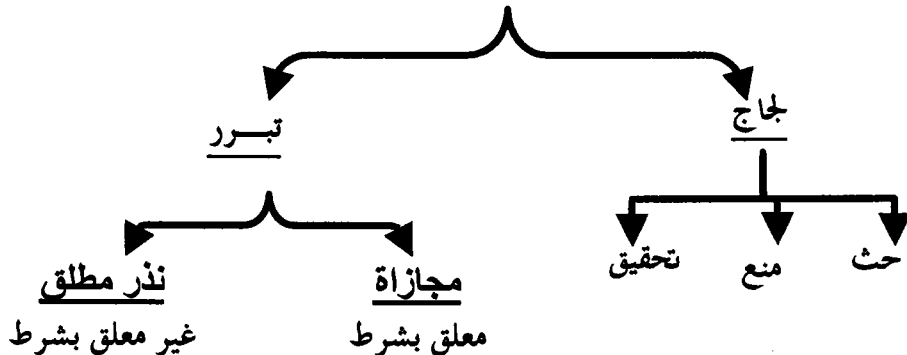 لجاج
تبـــرر
حث
منع
تحقيق
مجازاة
نذر مطلق
معلق بشرط
غير معلق بشرط